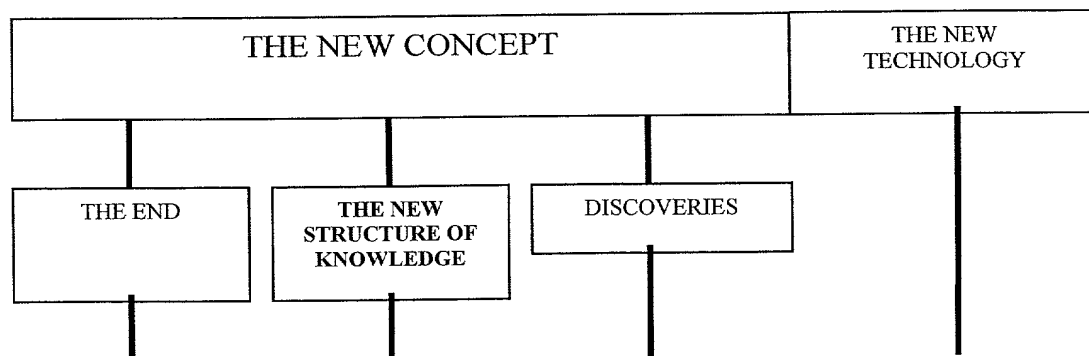 THE NEW CONCEPT
THE NEW
TECHNOLOGY
THE END
THE NEW
STRUCTURE OF
KNOWLEDGE
DISCOVERIES